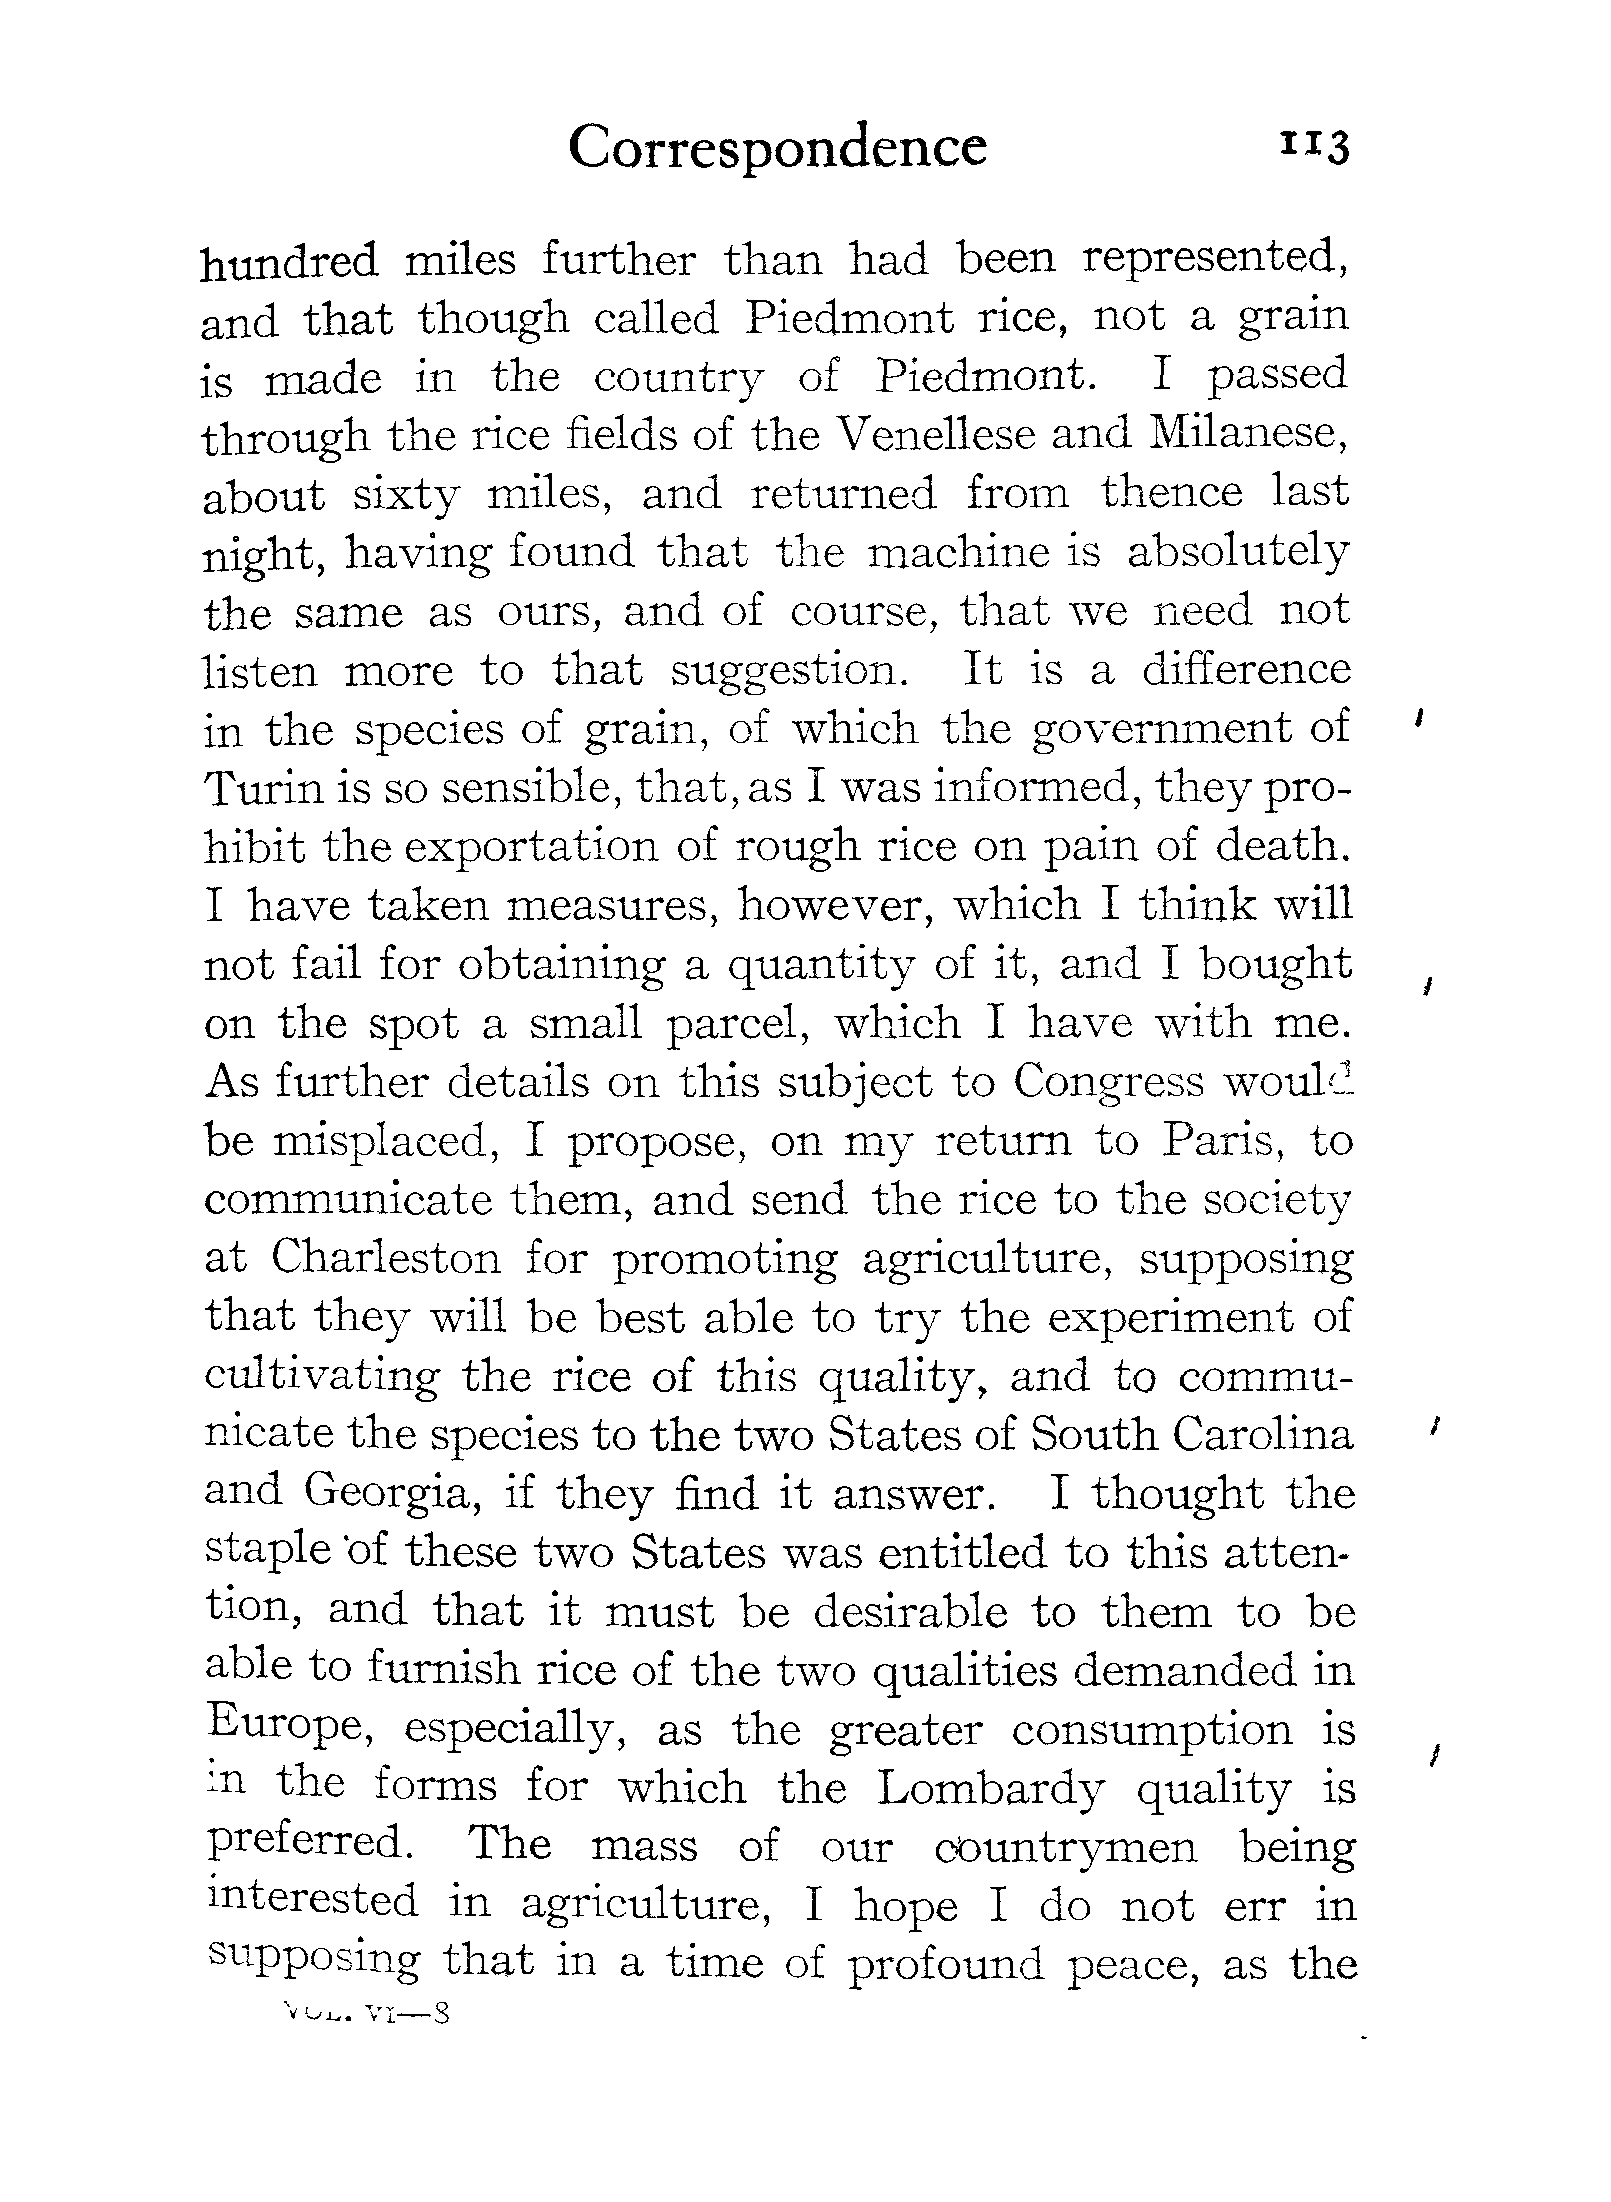 Correspondence 113
hundred miles further than had been represented,
and that though called Piedmont rice, not a grain
is made in the country of Piedmont. I passed
through the rice fields of the Venellese and Milanese,
about sixty miles, and returned from thence last
night, having found that the machine is absolutely
the same as ours, and of course, that we need not
listen more to that suggestion. It is a difference
in the species of grain, of which the government of
Turin is so sensible, that, as I was informed, they pro-
hibit the exportation of rough rice on pain of death.
I have taken measures, however, which I think will
not fail for obtaining a quantity of it, and I bought
on the spot a small parcel, which I have with me.
As further details on this subject to Congress would
be misplaced, I propose, on my return to Paris, to
communicate them, and send the rice to the society
at Charleston for promoting agriculture, supposing
that they will be best able to try the experiment of
cultivating the rice of this quality, and to commu-
nicate the species to the two States of South Carolina
and Georgia, if they find it answer. I thought the
staple of these two States was entitled to this atten-
tion, and that it must be desirable to them to be
able to furnish rice of the two qualities demanded in
Europe, especially, as the greater consumption is
in the forms for which the Lombardy quality is
preferred. The mass of our countrymen being
interested in agriculture, I hope I do not err in
supposing that in a time of profound peace, as the
VOL. VI—8